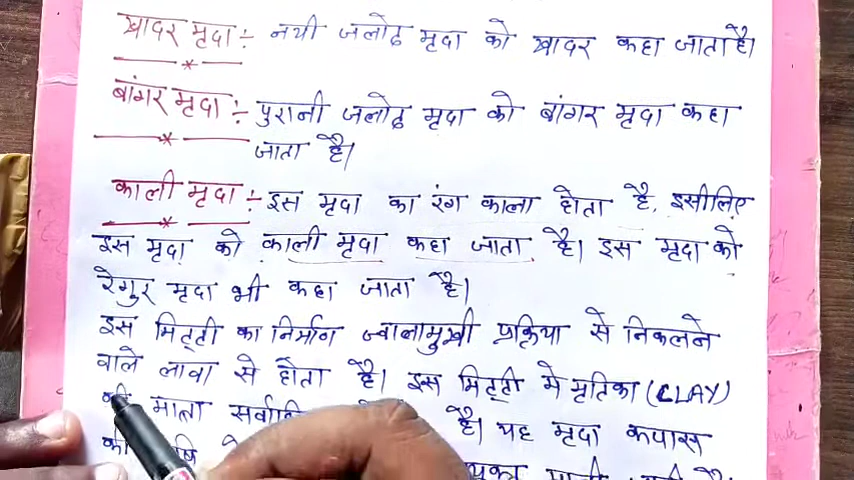 खादर मृदा :- नयी जलोढ़ मृदा को खादर कहा जाता है।
बांगर मृदा :- पुरानी जलोढ़ मृदा को बांगर मृदा कहा
जाता है।
काली मृदा :- इस मृदा का रंग काला होता है, इसीलिए
इस मृदा को काली मृदा कहा जाता है। इस मृदा को
रेगुर मृदा भी कहा जाता है।
इस मिट्टी का निर्माण ज्वालामुखी प्रक्रिया से निकलने
वाले लावा से होता है। इस मिट्टी मे मृतिका (CLAY)
की मात्रा है। यह मृदा कपास
की